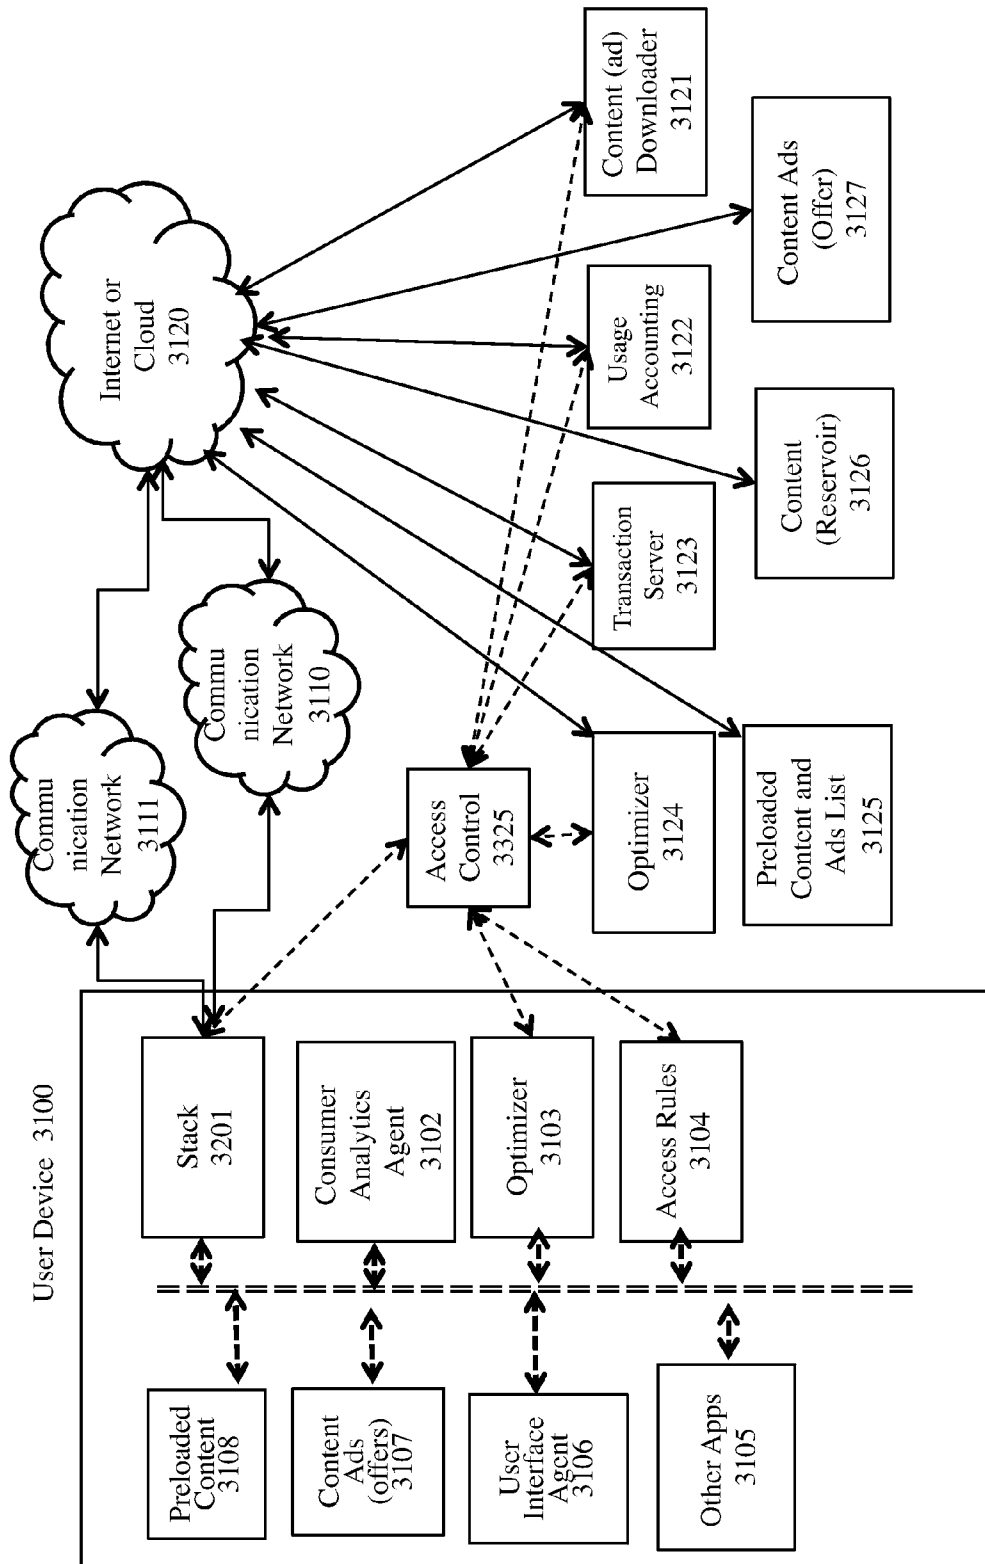 User Device 3100
Preloaded
Content
3108
Content
Ads
(offers)
3107
User
Interface
Agent
3106
Other Apps
3105
Stack
3201
Consumer
Analytics
Agent
3102
Optimizer
3103
Access Rules
3104
Commu
nication
Network
3111
Commu
nication
Network
3110
Internet or
Cloud
3120
Access
Control
3325
Optimizer
3124
Preloaded
Content and
Ads List
3125
Transaction
Server
3123
Content
(Reservoir)
3126
Usage
Accounting
3122
Content Ads
(Offer)
3127
Content (ad)
Downloader
3121